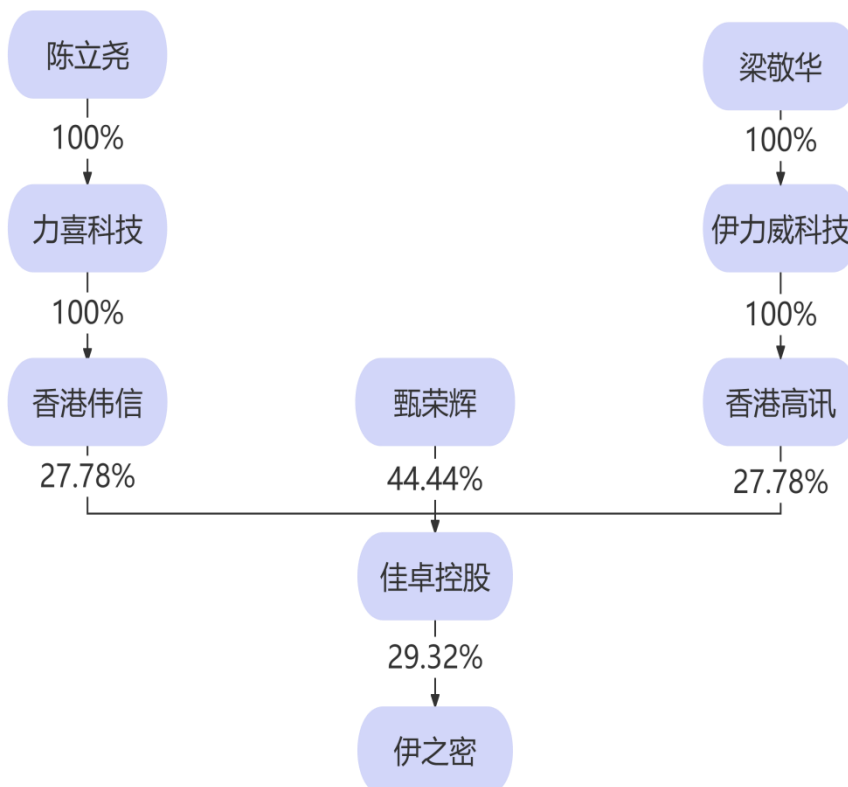 陈立尧
梁敬华
100%
100%
力喜科技
伊力威科技
100%
100%
香港伟信
甄荣辉
香港高讯
27.78%
44.44%
27.78%
佳卓控股
29.32%
伊之密